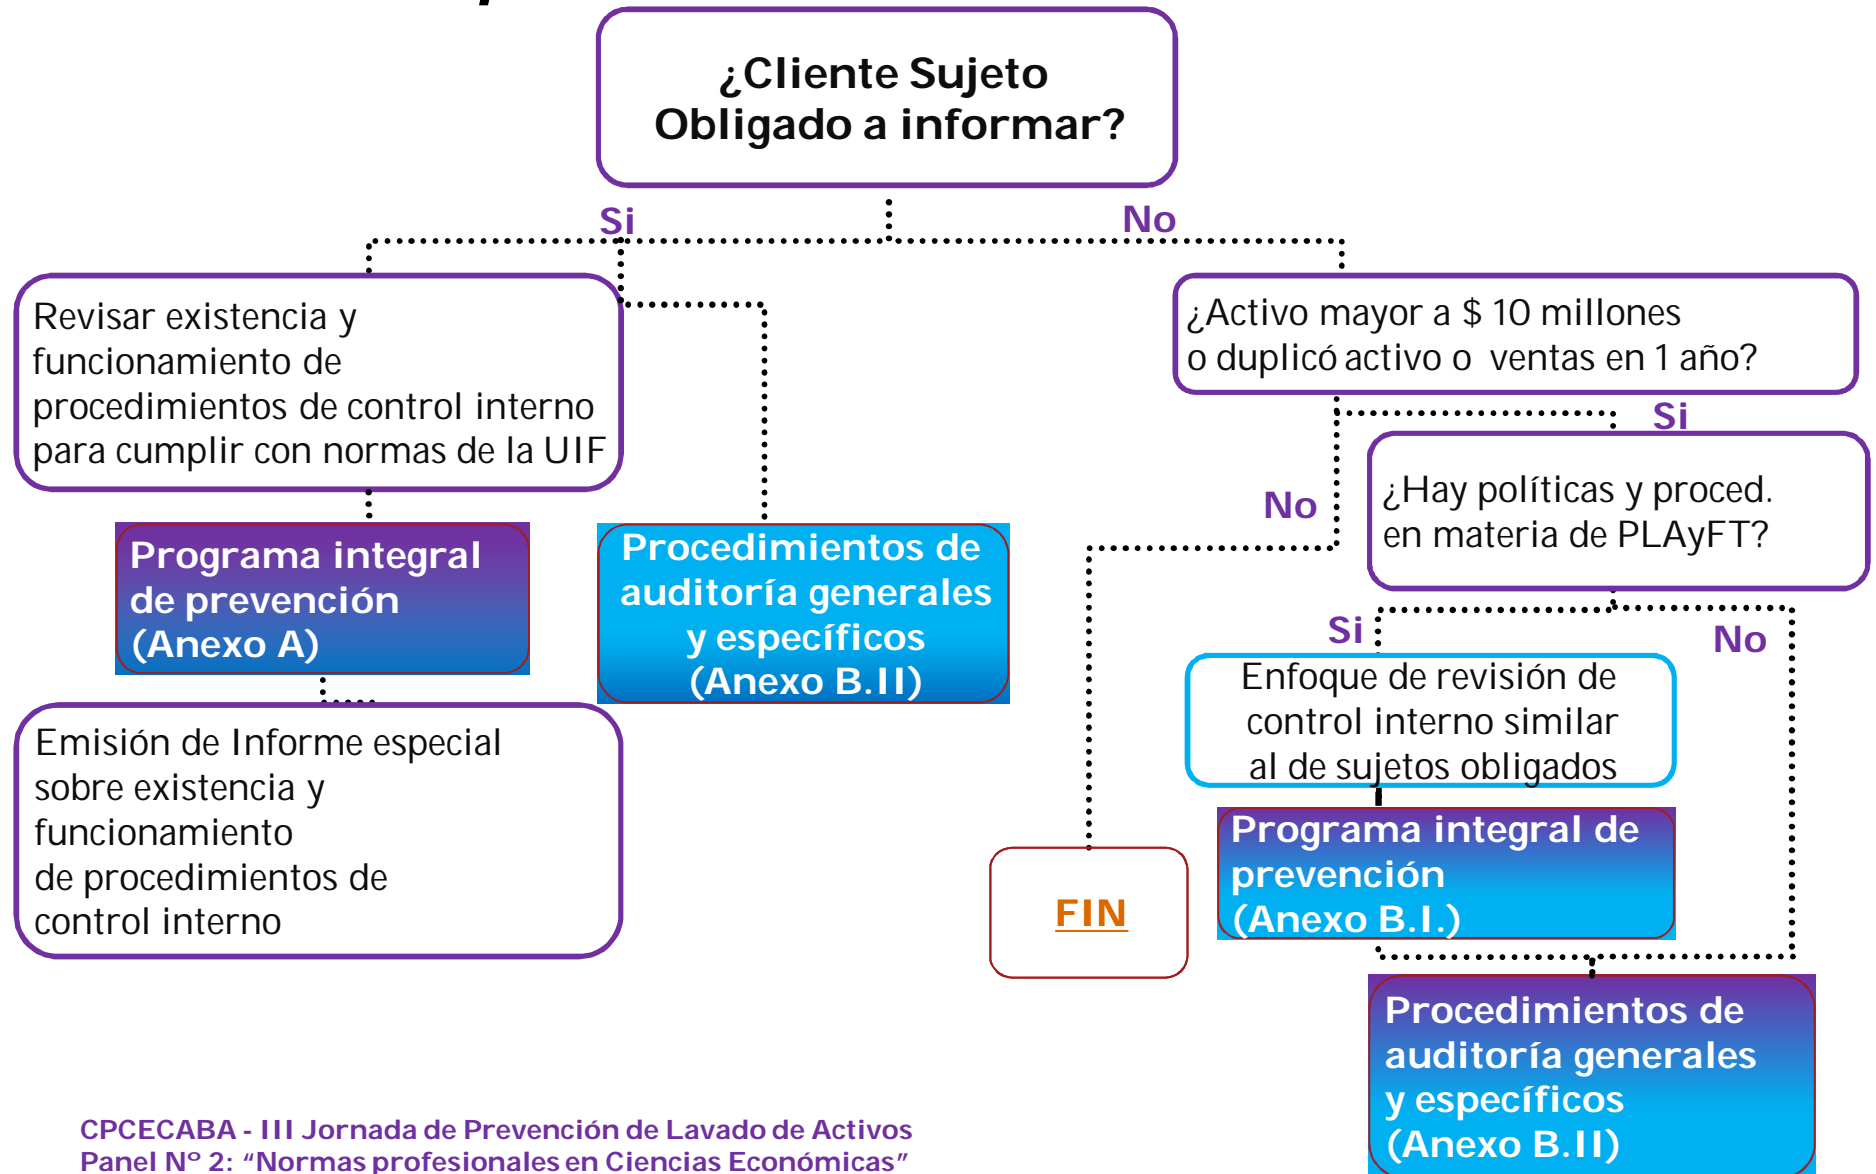 ¿Cliente Sujeto
Obligado a informar?
Si
No
Revisar existencia y
funcionamiento de
procedimientos de control interno
para cumplir con normas de la UIF
¿Activo mayor a $ 10 millones
o duplicó activo o ventas en 1 año?
Si
No
¿Hay políticas y proced.
en materia de PLAyFT?
Programa integral
de prevención
(Anexo A)
Procedimientos de
auditoría generales
y específicos
(Anexo B.II)
Si
No
Enfoque de revisión de
control interno similar
al de sujetos obligados
Emisión de Informe especial
sobre existencia y
funcionamiento
de procedimientos de
control interno
Programa integral de
prevención
(Anexo B.I.)
FIN
Procedimientos de
auditoría generales
y específicos
(Anexo B.II)
CPCECABA - III Jornada de Prevención de Lavado de Activos
Panel Nº 2: “Normas profesionales en Ciencias Económicas”